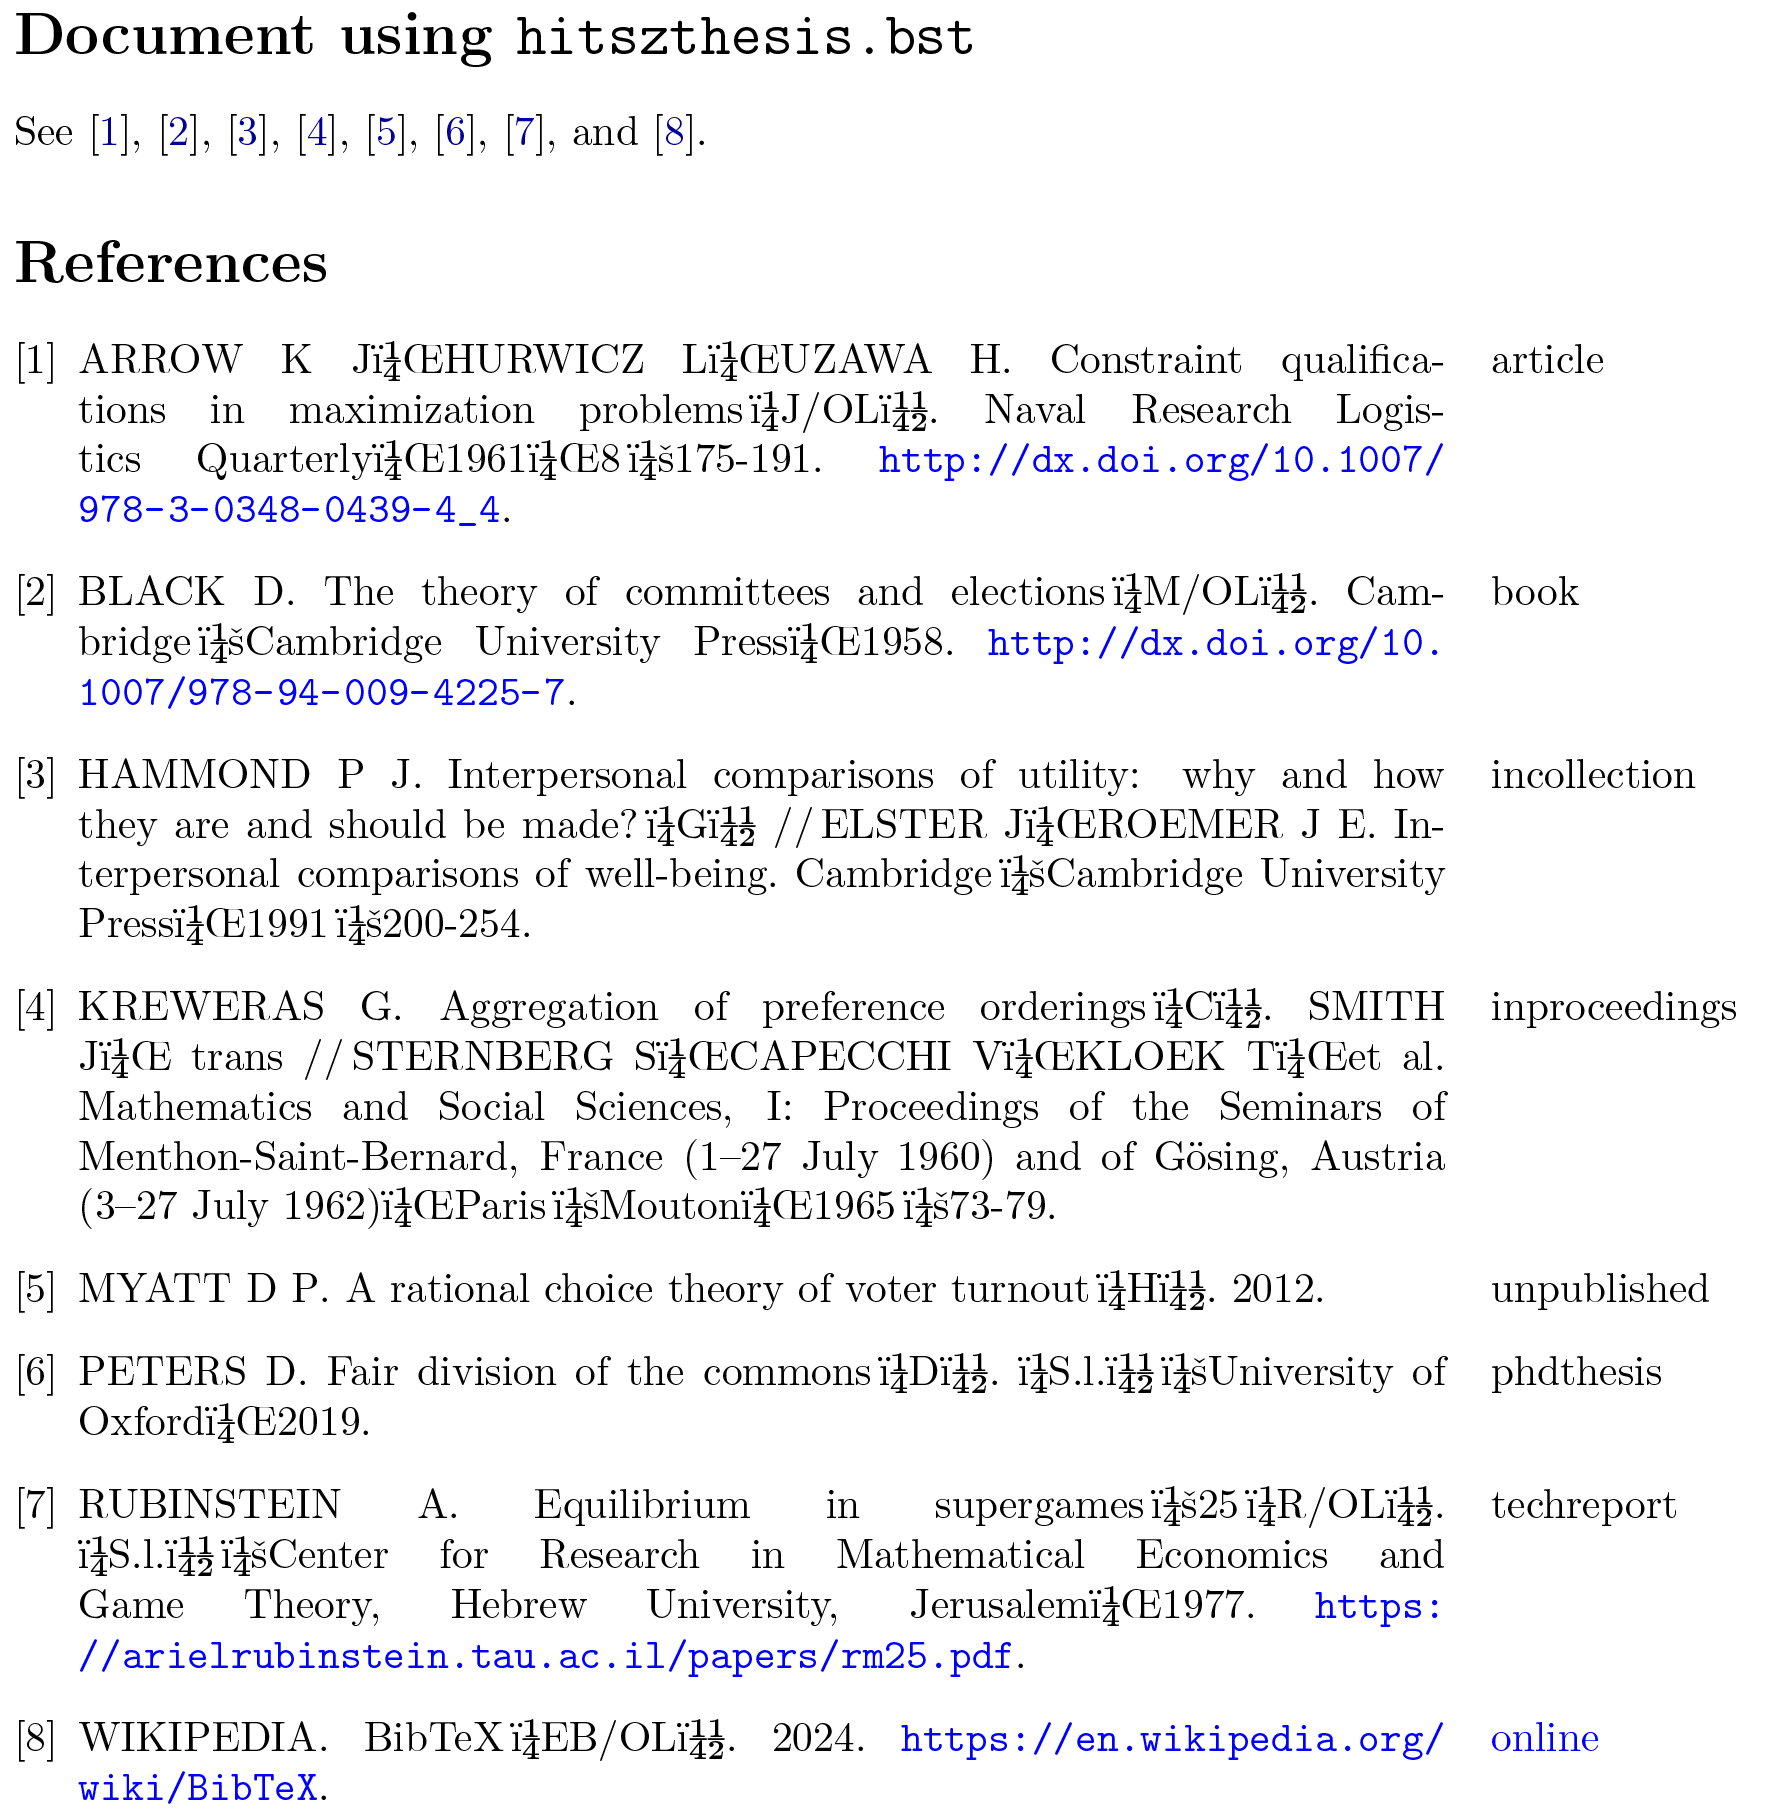 Document using hitszthesis.bst
See [1], [2], [3], [4], [5], [6], [7], and [8].
References
[1] ARROW K Jï¼ŒHURWICZ Lï¼ŒUZAWA H. Constraint qualifica- article
tions in maximization problemsï¼J/OLï¼½. Naval Research Logis-
tics Quarterlyï¼Œ1961ï¼Œ8ï¼š175-191. http://dx.doi.org/10.1007/
978-3-0348-0439-4_4.
[2] BLACK D. The theory of committees and electionsï¼M/OLï¼½. Cam- book
bridgeï¼šCambridge University Pressï¼Œ1958. http://dx.doi.org/10.
1007/978-94-009-4225-7.
[3] HAMMOND P J. Interpersonal comparisons of utility: why and how incollection
they are and should be made?ï¼Gï¼½ //ELSTER Jï¼ŒROEMER J E. In-
terpersonal comparisons of well-being. Cambridgeï¼šCambridge University
Pressï¼Œ1991ï¼š200-254.
[4] KREWERAS G. Aggregation of preference orderingsï¼Cï¼½. SMITH inproceedings
Jï¼Œ trans //STERNBERG Sï¼ŒCAPECCHI Vï¼ŒKLOEK Tï¼Œet al.
Mathematics and Social Sciences, I: Proceedings of the Seminars of
Menthon-Saint-Bernard, France (1–27 July 1960) and of Gösing, Austria
(3–27 July 1962)ï¼ŒParisï¼šMoutonï¼Œ1965ï¼š73-79.
[5] MYATT D P. A rational choice theory of voter turnoutï¼Hï¼½. 2012. unpublished
[6] PETERS D. Fair division of the commonsï¼Dï¼½. ï¼S.l.ï¼½ï¼šUniversity of phdthesis
Oxfordï¼Œ2019.
[7] RUBINSTEIN A. Equilibrium in supergamesï¼š25ï¼R/OLï¼½. techreport
ï¼S.l.ï¼½ï¼šCenter for Research in Mathematical Economics and
Game Theory, Hebrew University, Jerusalemï¼Œ1977. https:
//arielrubinstein.tau.ac.il/papers/rm25.pdf.
[8] WIKIPEDIA. BibTeXï¼EB/OLï¼½. 2024. https://en.wikipedia.org/ online
wiki/BibTeX.